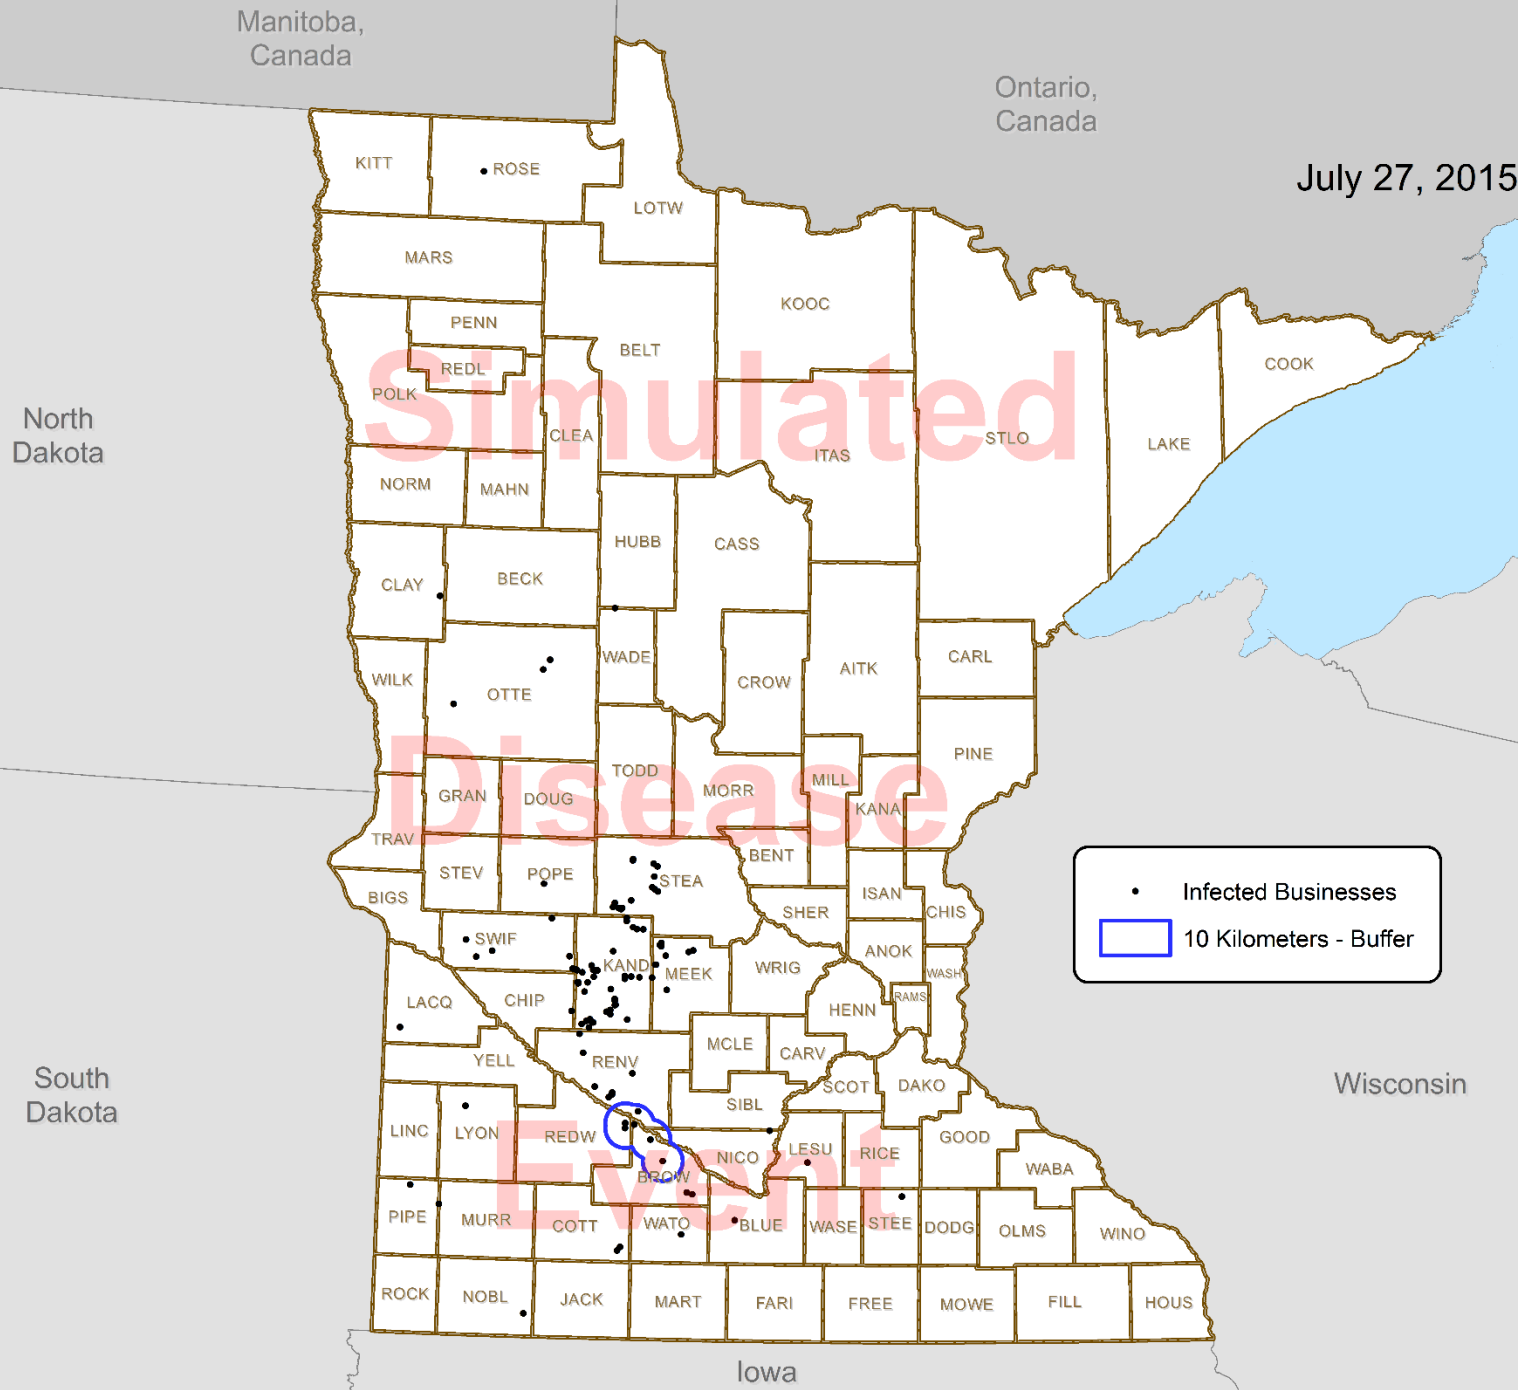 Manitoba,
Canada
Ontario,
Canada
July 27, 2015
KITT
ROSE
LOTW
MARS
KOOC
PENN
BELT
REDL
COOK
POLK
Simulated
North
Dakota
CLEA
STLO
LAKE
ITAS
NORM
MAHN
HUBB
CASS
CLAY
BECK
WADE
CARL
AITK
WILK
OTTE
CROW
PINE
TODD
MILL
MORR
GRAN
DOUG
KANA
Disease
TRAV
BENT
STEV
POPE
STEA
ISAN
BIGS
SHER
CHIS
Infected Businesses
SWIF
10 Kilometers - Buffer
ANOK
KAND
MEEK
WRIG
WASH
RAMS
LACQ
CHIP
HENN
MCLE
CARV
YELL
RENV
South
Dakota
SCOT
DAKO
Wisconsin
SIBL
LINC
LYON
REDW
GOOD
LESU
RICE
NICO
WABA
BROW
Event
PIPE
MURR
COTT
WATO
BLUE
WASE
STEE
DODG
OLMS
WINO
ROCK
NOBL
JACK
MART
FARI
FREE
MOWE
FILL
HOUS
Iowa